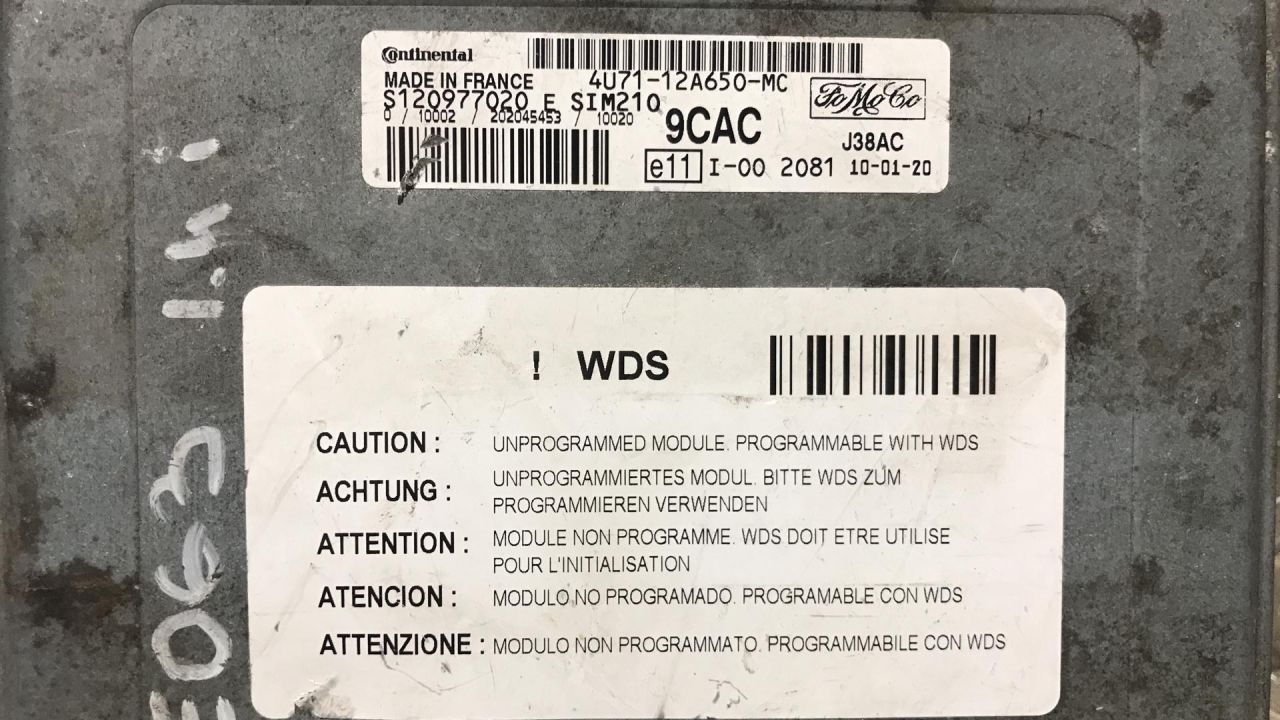 Continental
MADE IN FRANCE 4U71-12A650-MC
S120977020 E SIM210 FoMoCo
0 / 10002 / 202045453 / 10020
9CAC J38AC
e11 I-00 2081 10-01-20
! WDS
CAUTION : UNPROGRAMMED MODULE. PROGRAMMABLE WITH WDS
ACHTUNG : UNPROGRAMMIERTES MODUL. BITTE WDS ZUM
PROGRAMMIEREN VERWENDEN
ATTENTION : MODULE NON PROGRAMME. WDS DOIT ETRE UTILISE
POUR L'INITIALISATION
ATENCION : MODULO NO PROGRAMADO. PROGRAMABLE CON WDS
ATTENZIONE : MODULO NON PROGRAMMATO. PROGRAMMABILE CON WDS